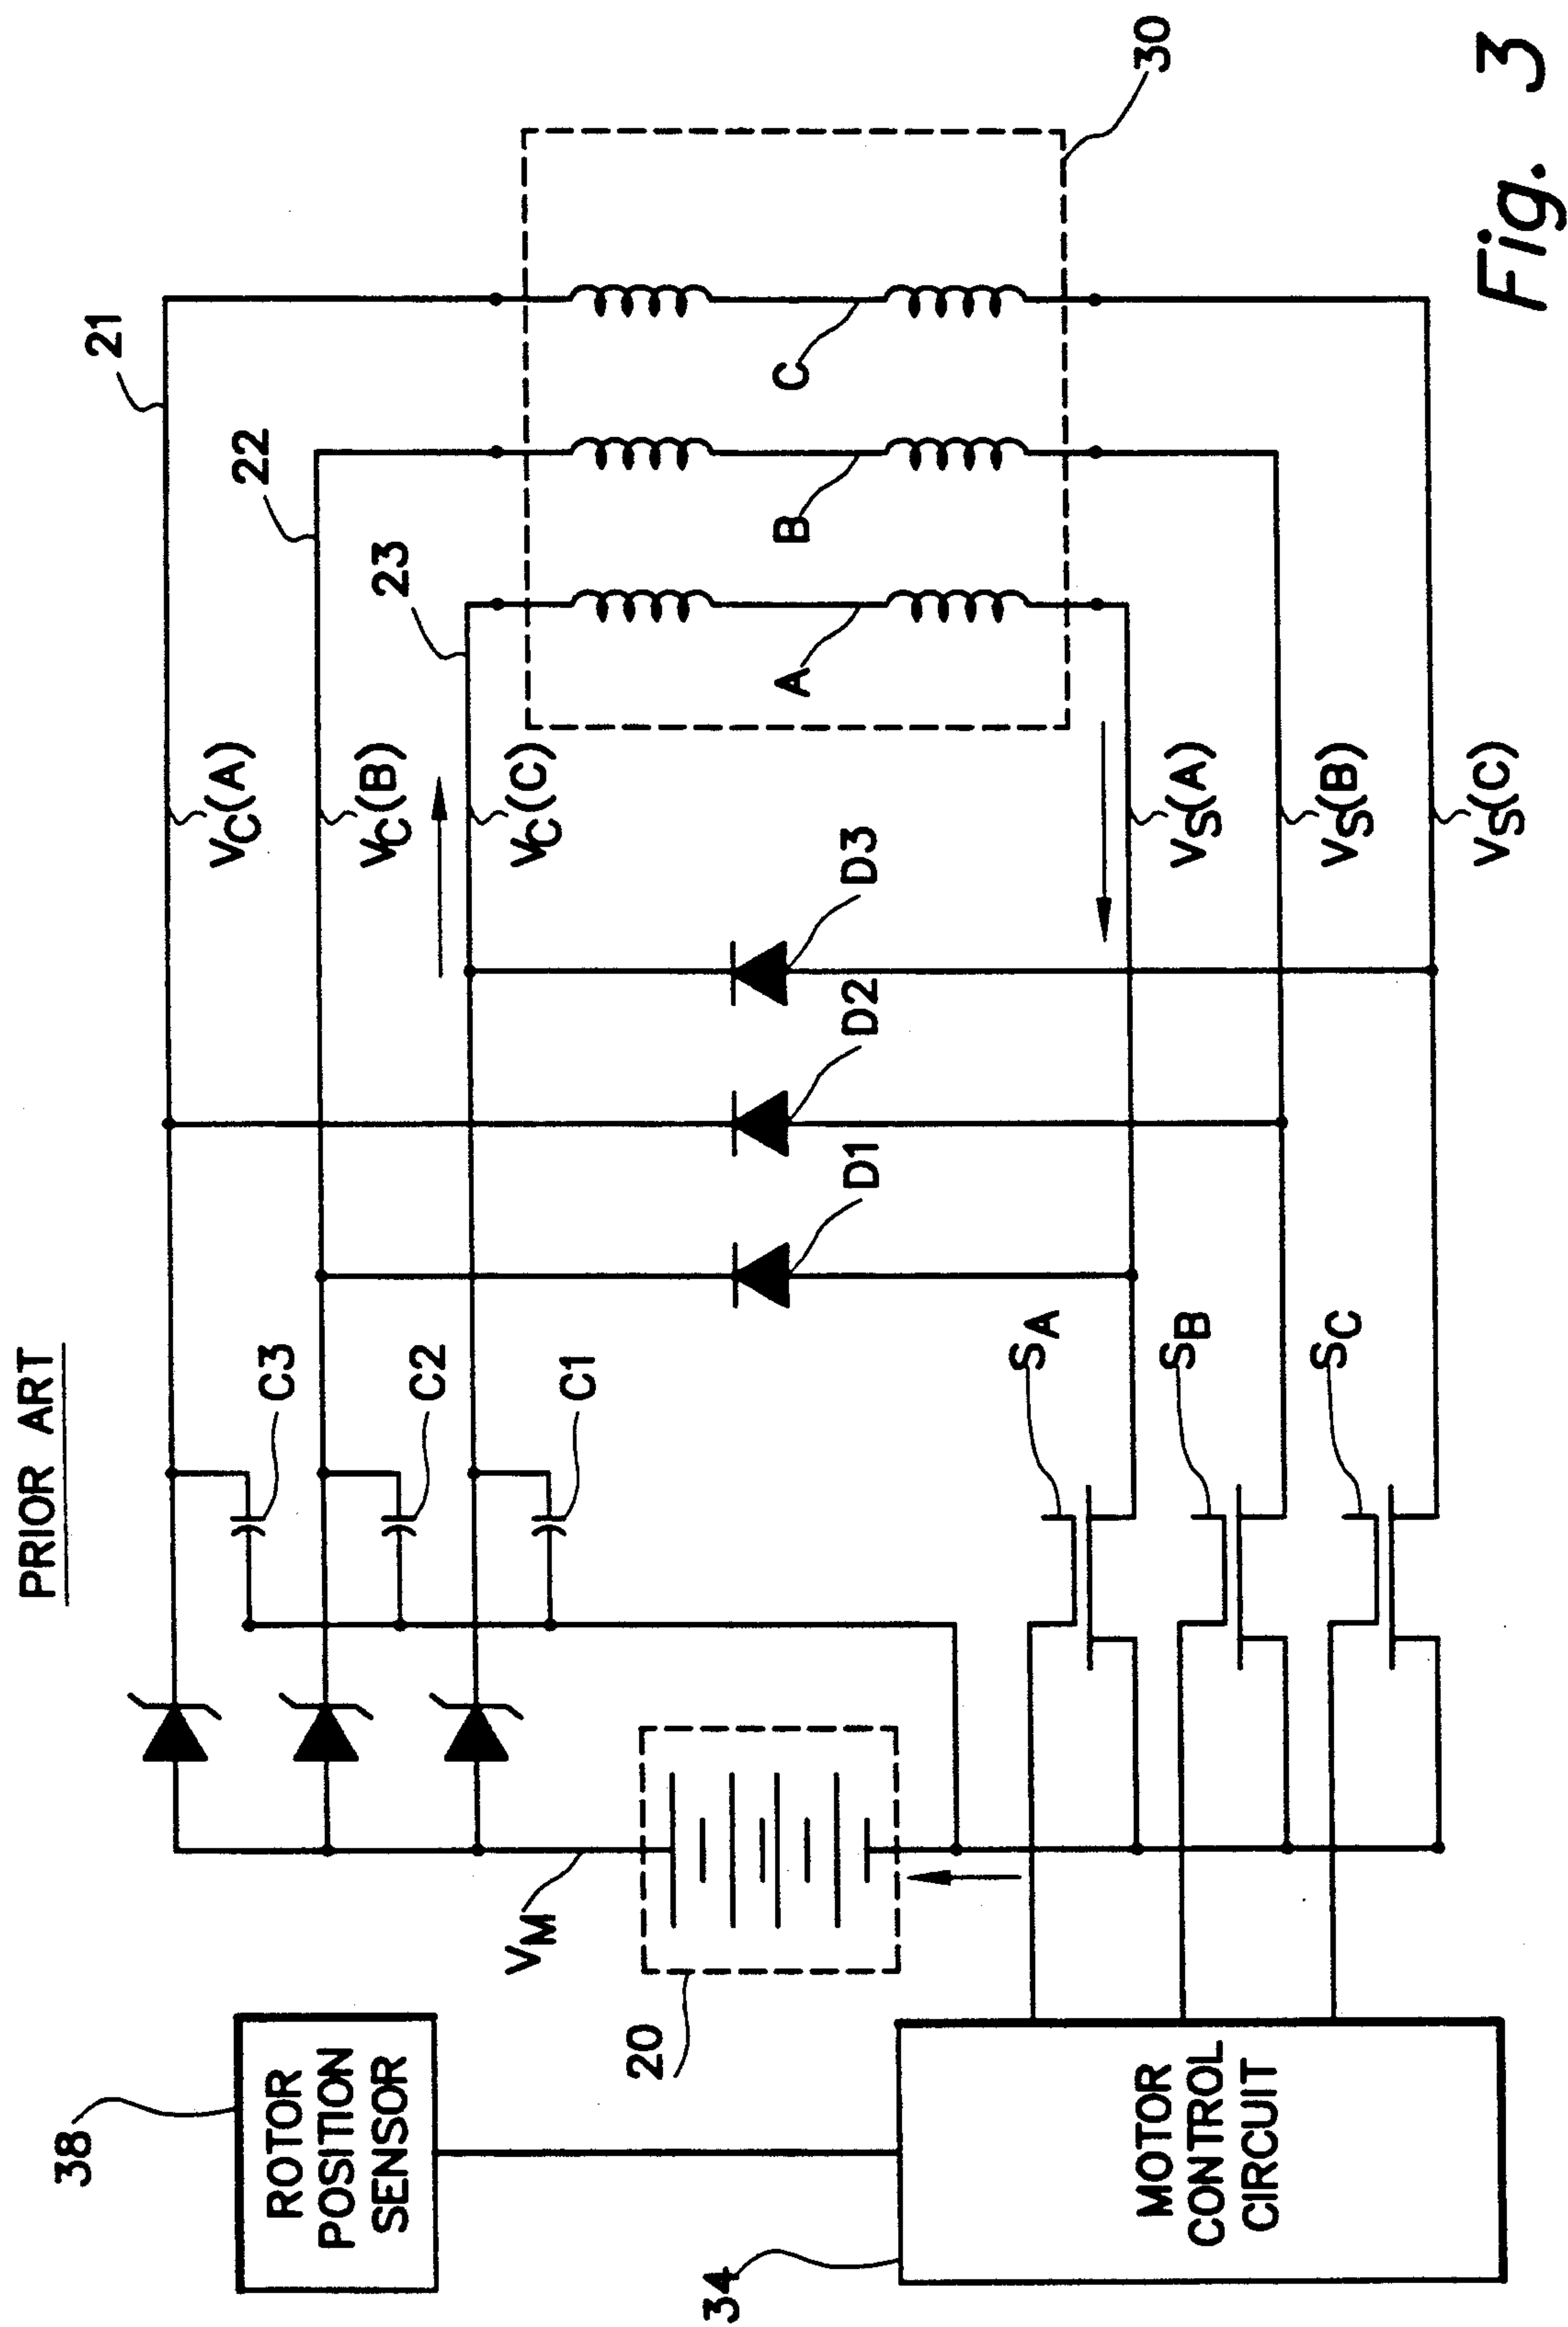 PRIOR ART
38
ROTOR
POSITION
SENSOR
34
MOTOR
CONTROL
CIRCUIT
20
VM
C3
C2
C1
SA
SB
SC
D1
D2
D3
VC(A)
VC(B)
VC(C)
VS(A)
VS(B)
VS(C)
21
22
23
A
B
C
30
Fig. 3